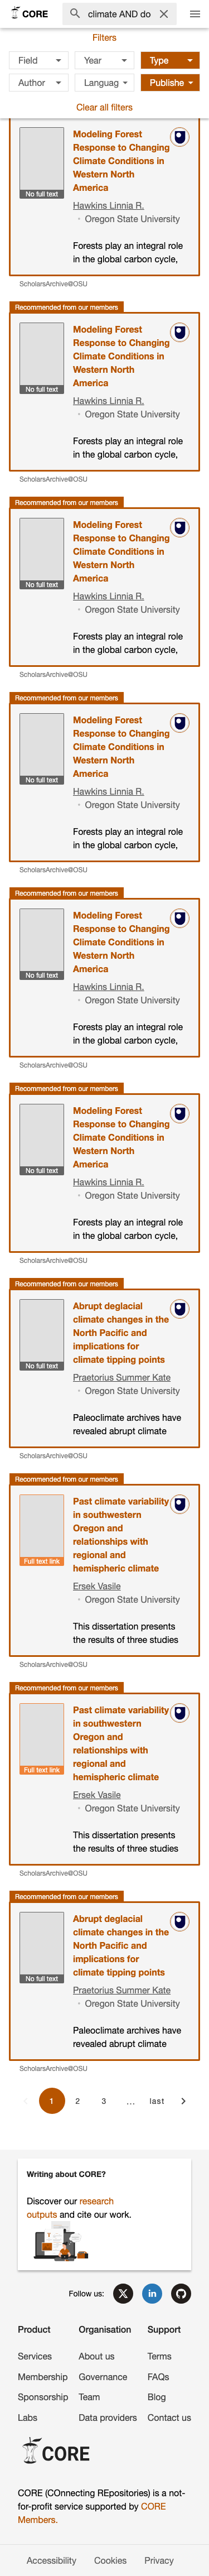 CORE
climate AND do
Filters
Field
Year
Type
Author
Languag
Publishe
Clear all filters
Modeling Forest
Response to Changing
Climate Conditions in
Western North
America
No full text
Hawkins Linnia R.
Oregon State University
Forests play an integral role
in the global carbon cycle,
ScholarsArchive@OSU
Recommended from our members
Modeling Forest
Response to Changing
Climate Conditions in
Western North
America
No full text
Hawkins Linnia R.
Oregon State University
Forests play an integral role
in the global carbon cycle,
ScholarsArchive@OSU
Recommended from our members
Modeling Forest
Response to Changing
Climate Conditions in
Western North
America
No full text
Hawkins Linnia R.
Oregon State University
Forests play an integral role
in the global carbon cycle,
ScholarsArchive@OSU
Recommended from our members
Modeling Forest
Response to Changing
Climate Conditions in
Western North
America
No full text
Hawkins Linnia R.
Oregon State University
Forests play an integral role
in the global carbon cycle,
ScholarsArchive@OSU
Recommended from our members
Modeling Forest
Response to Changing
Climate Conditions in
Western North
America
No full text
Hawkins Linnia R.
Oregon State University
Forests play an integral role
in the global carbon cycle,
ScholarsArchive@OSU
Recommended from our members
Modeling Forest
Response to Changing
Climate Conditions in
Western North
America
No full text
Hawkins Linnia R.
Oregon State University
Forests play an integral role
in the global carbon cycle,
ScholarsArchive@OSU
Recommended from our members
Abrupt deglacial
climate changes in the
North Pacific and
implications for
climate tipping points
No full text
Praetorius Summer Kate
Oregon State University
Paleoclimate archives have
revealed abrupt climate
ScholarsArchive@OSU
Recommended from our members
Past climate variability
in southwestern
Oregon and
relationships with
regional and
hemispheric climate
Full text link
Ersek Vasile
Oregon State University
This dissertation presents
the results of three studies
ScholarsArchive@OSU
Recommended from our members
Past climate variability
in southwestern
Oregon and
relationships with
regional and
hemispheric climate
Full text link
Ersek Vasile
Oregon State University
This dissertation presents
the results of three studies
ScholarsArchive@OSU
Recommended from our members
Abrupt deglacial
climate changes in the
North Pacific and
implications for
climate tipping points
No full text
Praetorius Summer Kate
Oregon State University
Paleoclimate archives have
revealed abrupt climate
ScholarsArchive@OSU
1 2 3 ... last
Writing about CORE?
Discover our research
outputs and cite our work.
Follow us:
Product
Organisation
Support
Services
About us
Terms
Membership
Governance
FAQs
Sponsorship
Team
Blog
Labs
Data providers
Contact us
CORE
CORE (COnnecting REpositories) is a not-
for-profit service supported by CORE
Members.
Accessibility
Cookies
Privacy